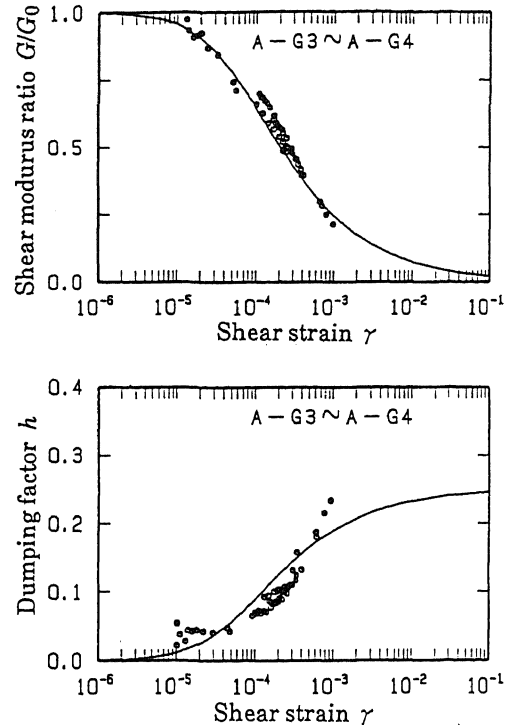 Shear modurus ratio G/G0
1.0
0.5
0.0
A-G3~A-G4
10⁻⁶ 10⁻⁵ 10⁻⁴ 10⁻³ 10⁻² 10⁻¹
Shear strain γ
Dumping factor h
0.4
0.3
0.2
0.1
0.0
A-G3~A-G4
10⁻⁶ 10⁻⁵ 10⁻⁴ 10⁻³ 10⁻² 10⁻¹
Shear strain γ